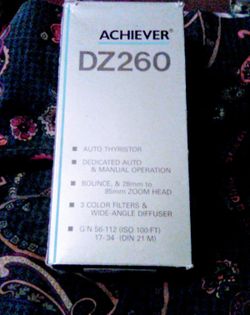 ACHIEVER®
DZ260
■ AUTO THYRISTOR
■ DEDICATED AUTO
& MANUAL OPERATION
■ BOUNCE, & 28mm to
85mm ZOOM HEAD
■ 3 COLOR FILTERS &
WIDE-ANGLE DIFFUSER
■ G/N 56-112 (ISO 100-FT)
17-34 (DIN 21 M)